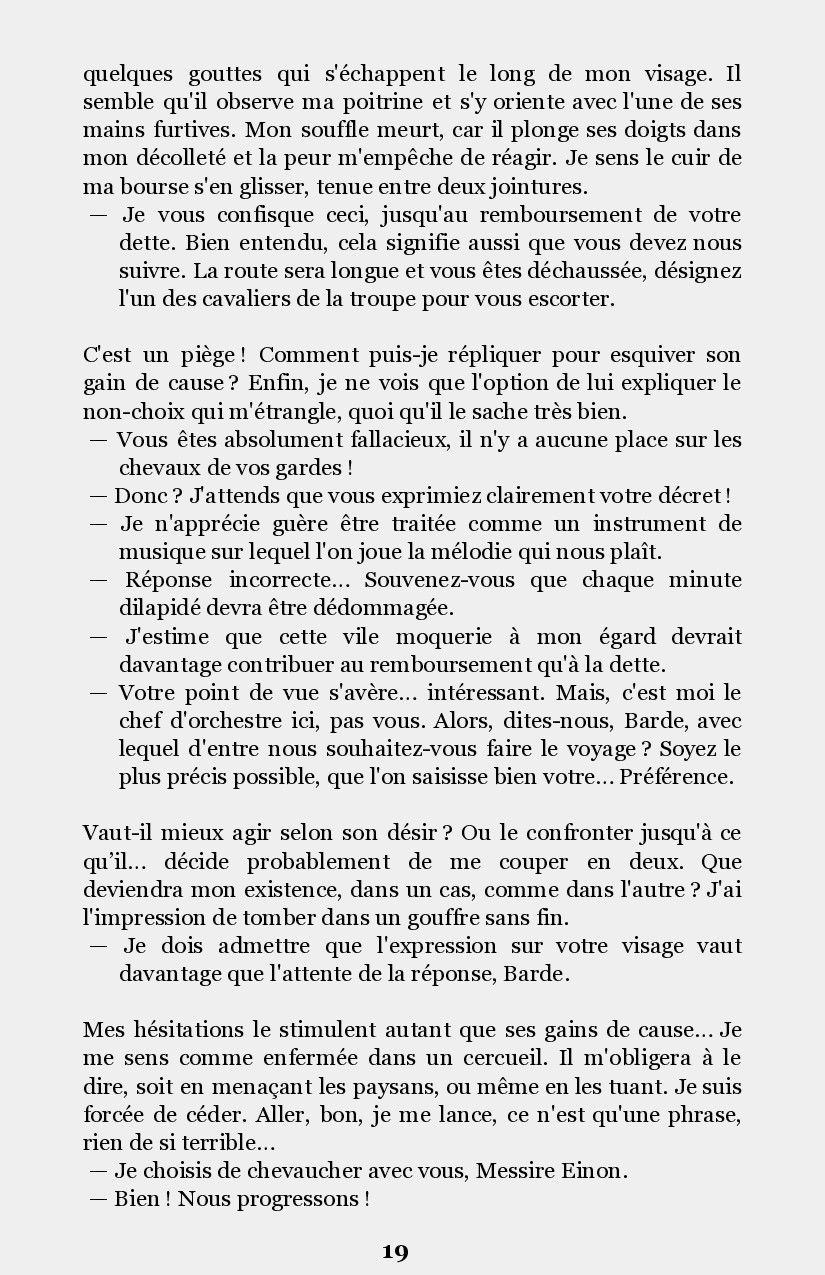 quelques gouttes qui s'échappent le long de mon visage. Il
semble qu'il observe ma poitrine et s'y oriente avec l'une de ses
mains furtives. Mon souffle meurt, car il plonge ses doigts dans
mon décolleté et la peur m'empêche de réagir. Je sens le cuir de
ma bourse s'en glisser, tenue entre deux jointures.
— Je vous confisque ceci, jusqu'au remboursement de votre
dette. Bien entendu, cela signifie aussi que vous devez nous
suivre. La route sera longue et vous êtes déchaussée, désignez
l'un des cavaliers de la troupe pour vous escorter.
C'est un piège ! Comment puis-je répliquer pour esquiver son
gain de cause ? Enfin, je ne vois que l'option de lui expliquer le
non-choix qui m'étrangle, quoi qu'il le sache très bien.
— Vous êtes absolument fallacieux, il n'y a aucune place sur les
chevaux de vos gardes !
— Donc ? J'attends que vous exprimiez clairement votre décret !
— Je n'apprécie guère être traitée comme un instrument de
musique sur lequel l'on joue la mélodie qui nous plaît.
— Réponse incorrecte... Souvenez-vous que chaque minute
dilapidé devra être dédommagée.
— J'estime que cette vile moquerie à mon égard devrait
davantage contribuer au remboursement qu'à la dette.
— Votre point de vue s'avère... intéressant. Mais, c'est moi le
chef d'orchestre ici, pas vous. Alors, dites-nous, Barde, avec
lequel d'entre nous souhaitez-vous faire le voyage ? Soyez le
plus précis possible, que l'on saisisse bien votre... Préférence.
Vaut-il mieux agir selon son désir ? Ou le confronter jusqu'à ce
qu’il... décide probablement de me couper en deux. Que
deviendra mon existence, dans un cas, comme dans l'autre ? J'ai
l'impression de tomber dans un gouffre sans fin.
— Je dois admettre que l'expression sur votre visage vaut
davantage que l'attente de la réponse, Barde.
Mes hésitations le stimulent autant que ses gains de cause... Je
me sens comme enfermée dans un cercueil. Il m'obligera à le
dire, soit en menaçant les paysans, ou même en les tuant. Je suis
forcée de céder. Aller, bon, je me lance, ce n'est qu'une phrase,
rien de si terrible...
— Je choisis de chevaucher avec vous, Messire Einon.
— Bien ! Nous progressons !
19